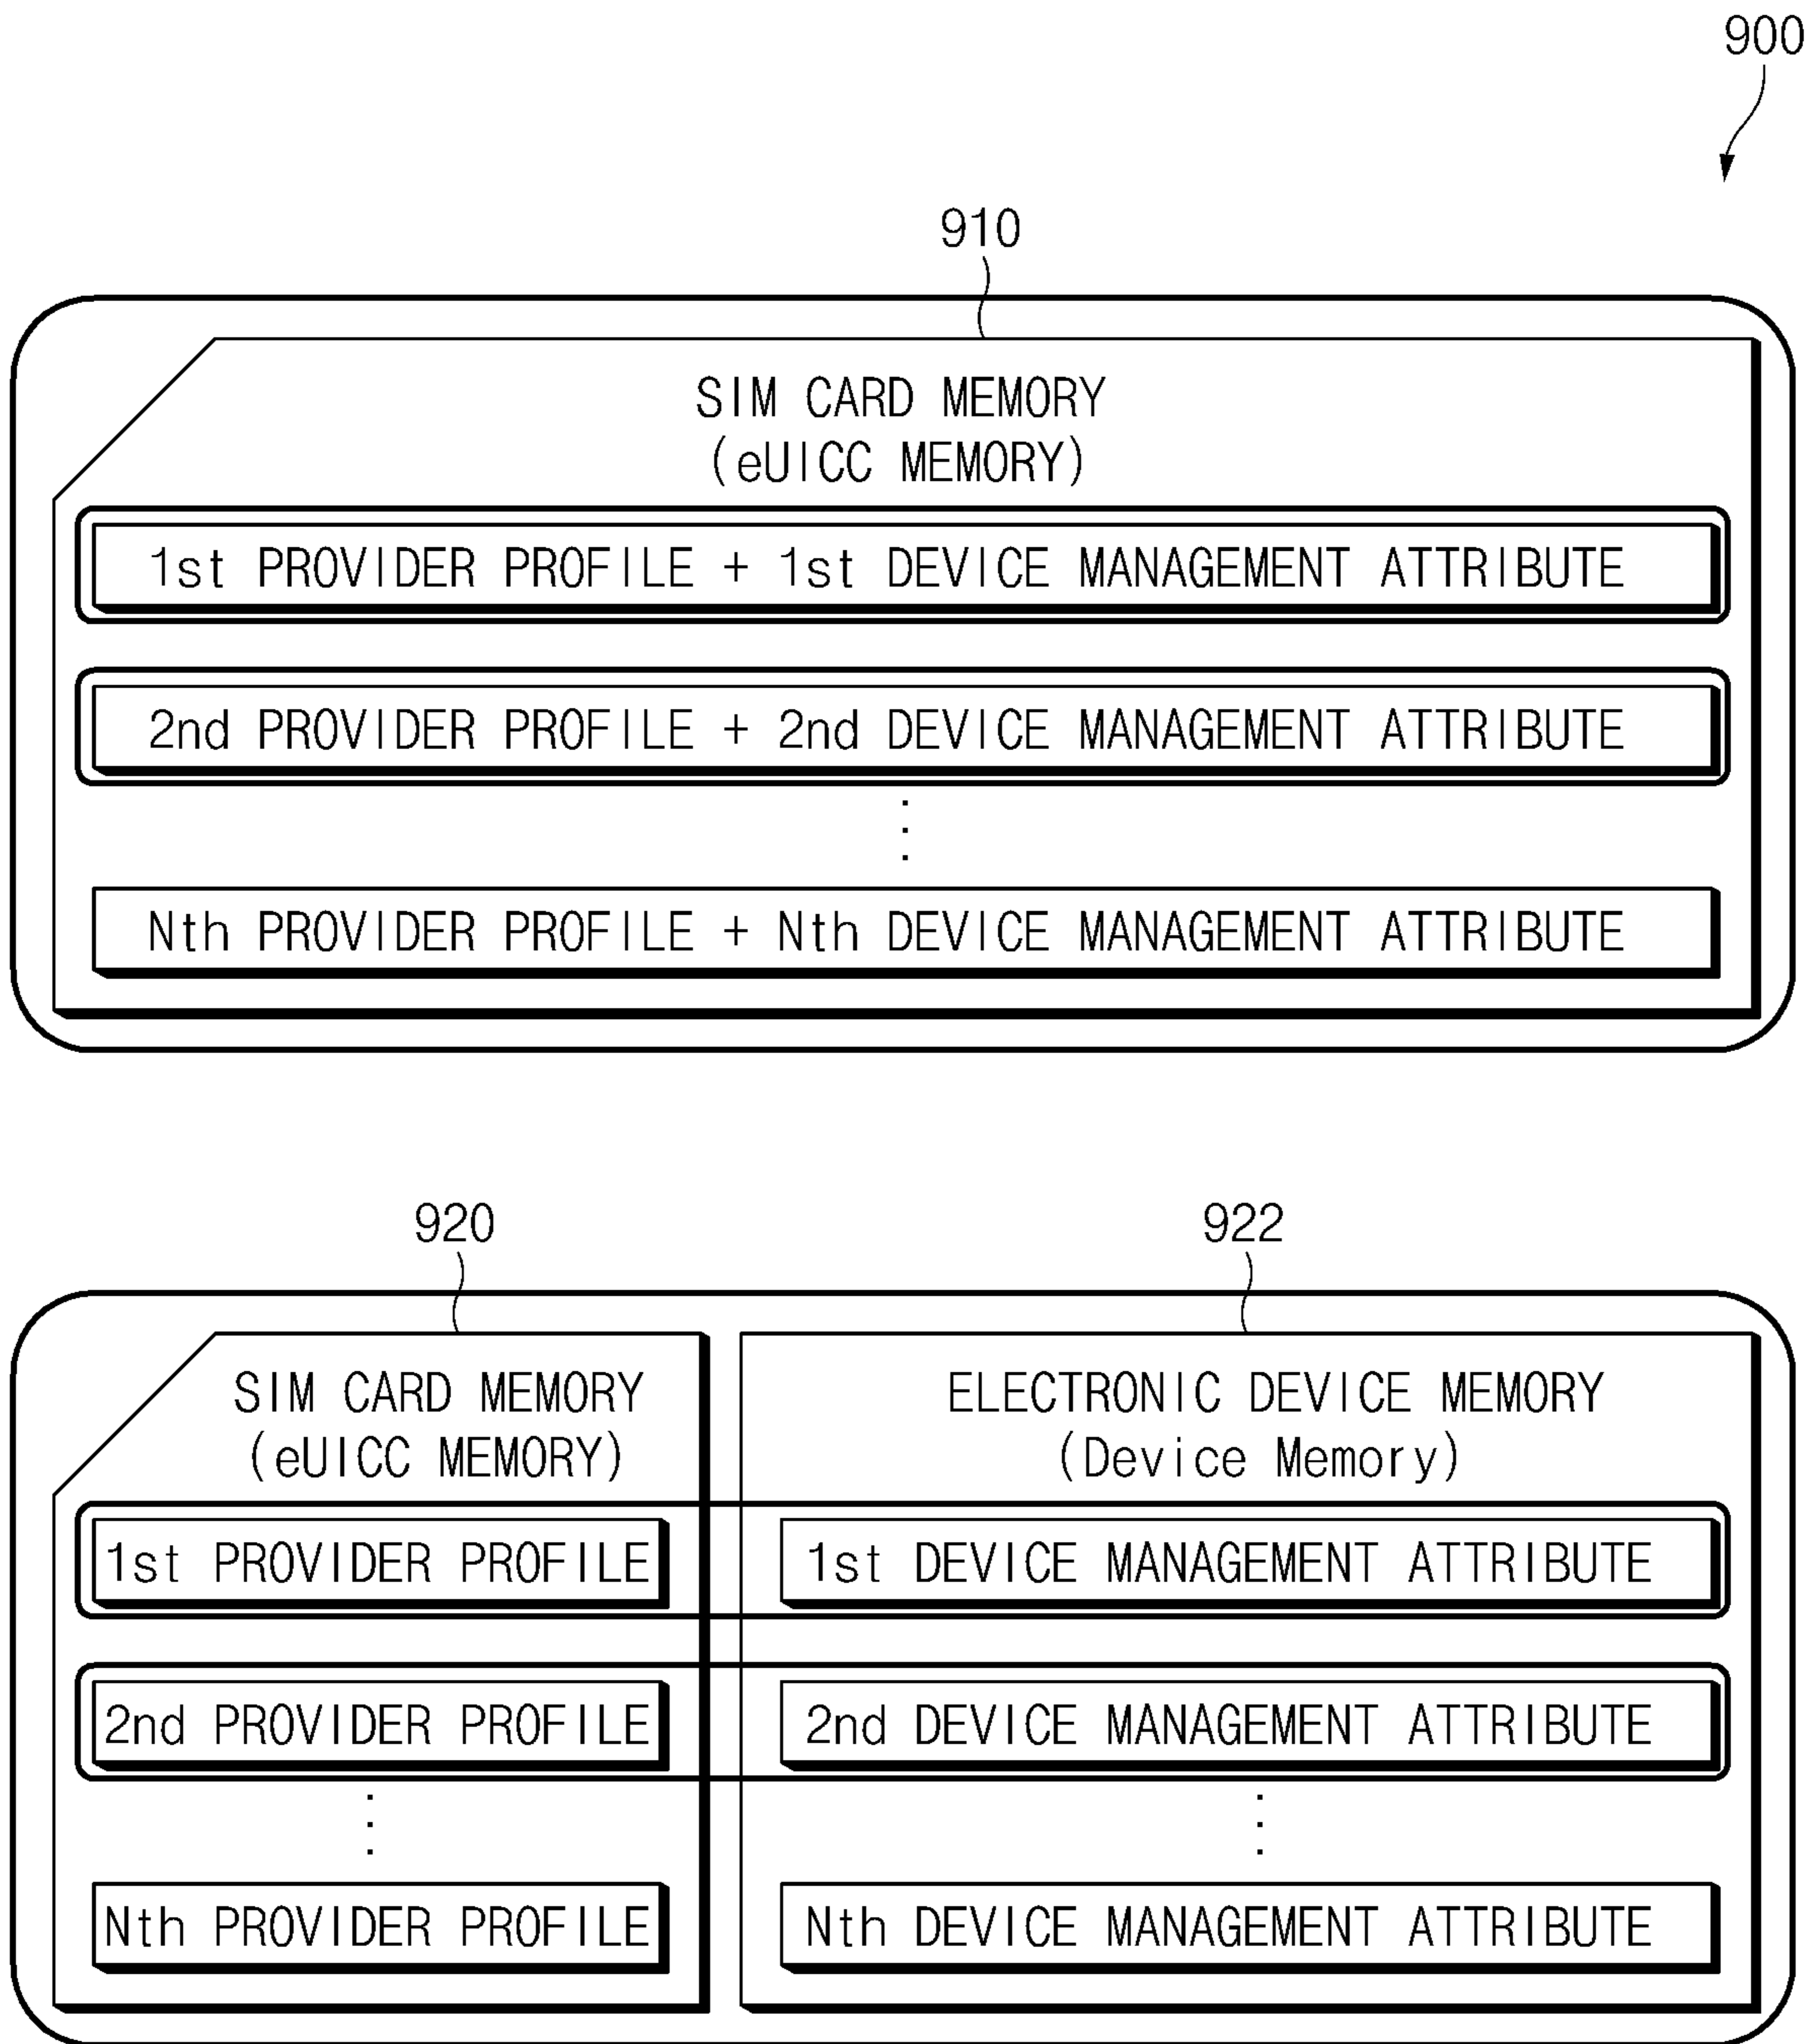 900
910
SIM CARD MEMORY
(eUICC MEMORY)
1st PROVIDER PROFILE + 1st DEVICE MANAGEMENT ATTRIBUTE
2nd PROVIDER PROFILE + 2nd DEVICE MANAGEMENT ATTRIBUTE
Nth PROVIDER PROFILE + Nth DEVICE MANAGEMENT ATTRIBUTE
920
922
SIM CARD MEMORY
(eUICC MEMORY)
ELECTRONIC DEVICE MEMORY
(Device Memory)
1st PROVIDER PROFILE
1st DEVICE MANAGEMENT ATTRIBUTE
2nd PROVIDER PROFILE
2nd DEVICE MANAGEMENT ATTRIBUTE
Nth PROVIDER PROFILE
Nth DEVICE MANAGEMENT ATTRIBUTE